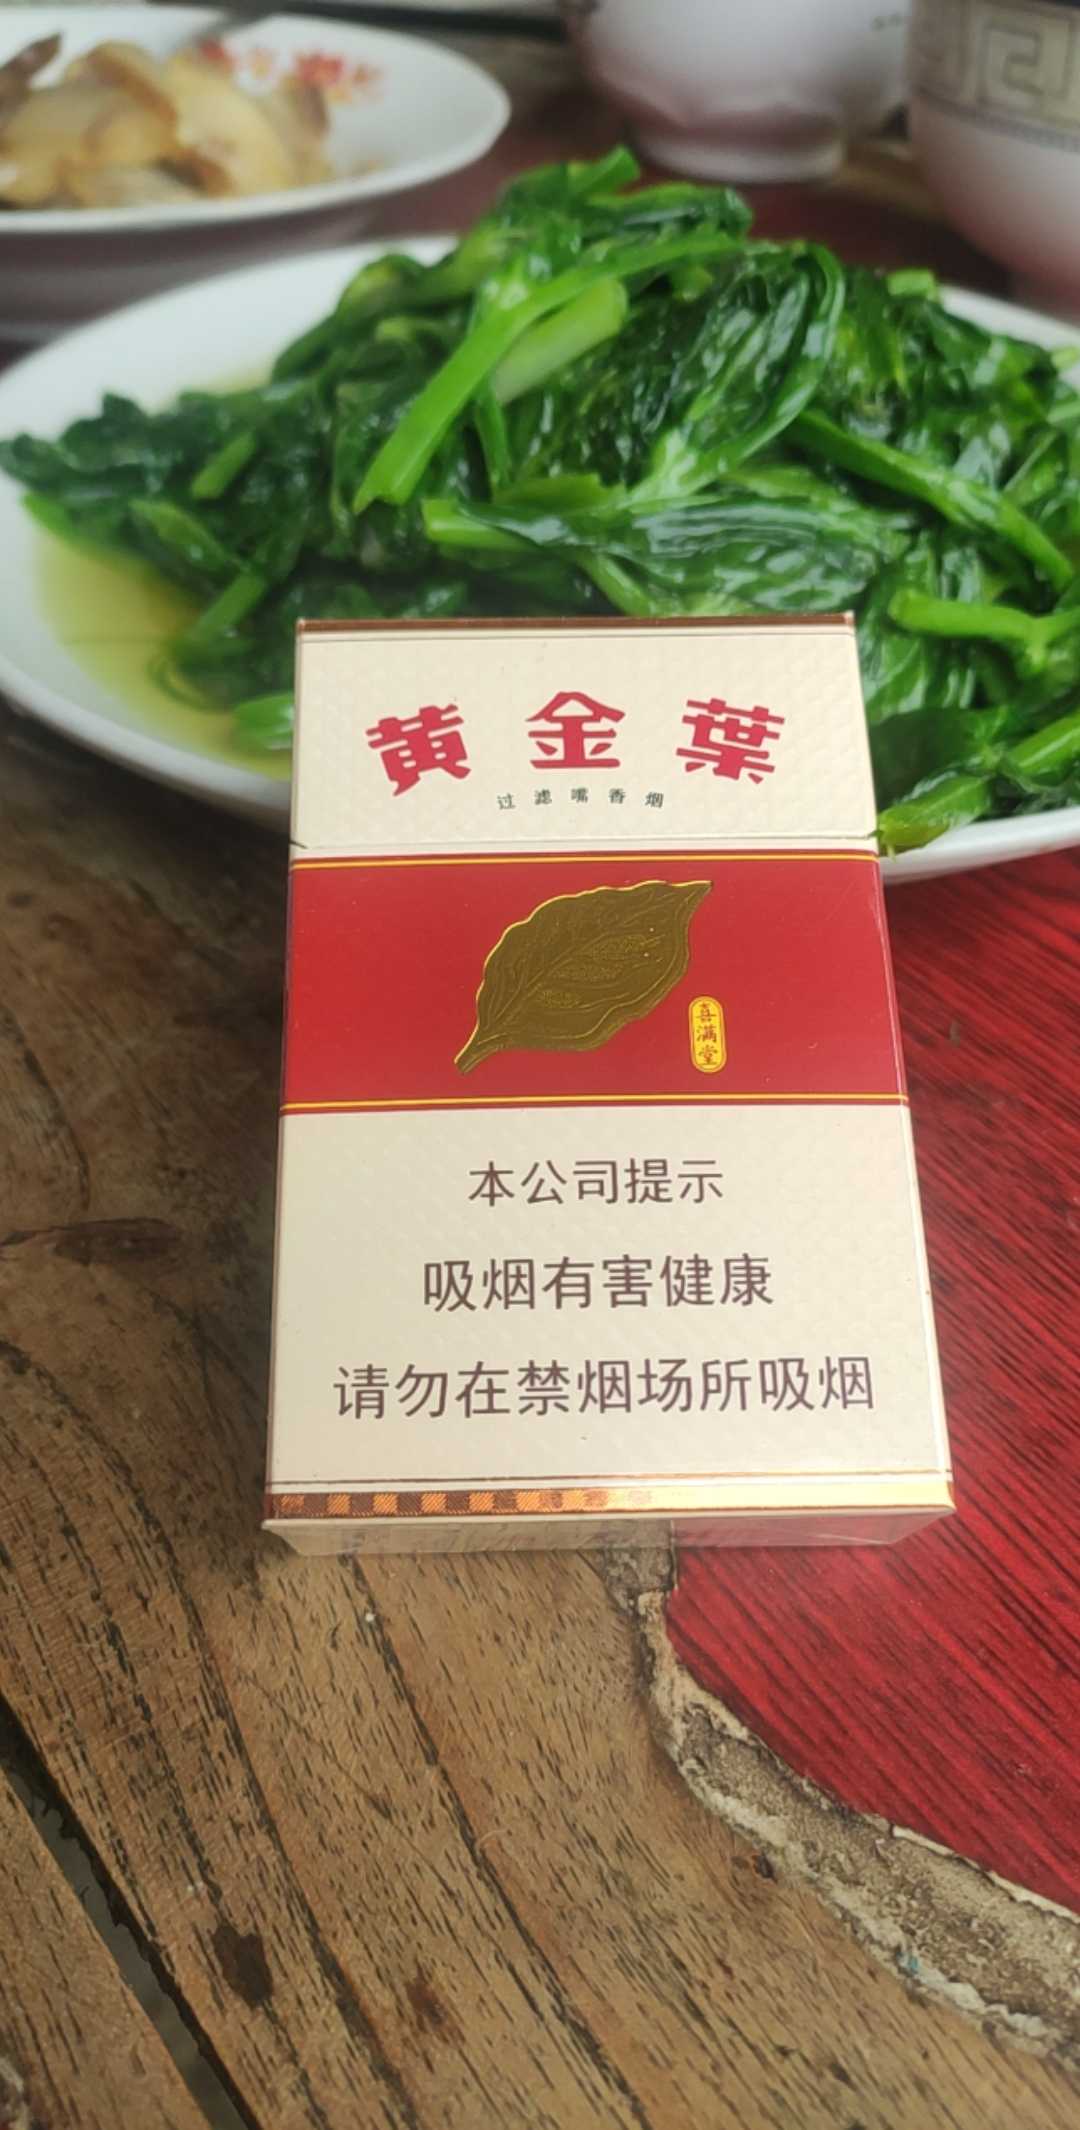 黄金葉
过滤嘴香烟
喜满堂
本公司提示
吸烟有害健康
请勿在禁烟场所吸烟